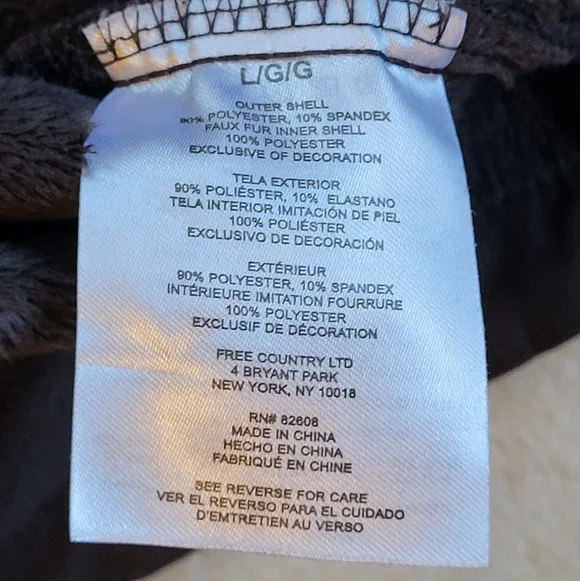 L/G/G
OUTER SHELL
90% POLYESTER, 10% SPANDEX
FAUX FUR INNER SHELL
100% POLYESTER
EXCLUSIVE OF DECORATION
TELA EXTERIOR
90% POLIÉSTER, 10% ELASTANO
TELA INTERIOR IMITACIÓN DE PIEL
100% POLIÉSTER
EXCLUSIVO DE DECORACIÓN
EXTÉRIEUR
90% POLYESTER, 10% SPANDEX
INTÉRIEURE IMITATION FOURRURE
100% POLYESTER
EXCLUSIF DE DÉCORATION
FREE COUNTRY LTD
4 BRYANT PARK
NEW YORK, NY 10018
RN# 82608
MADE IN CHINA
HECHO EN CHINA
FABRIQUÉ EN CHINE
SEE REVERSE FOR CARE
VER EL REVERSO PARA EL CUIDADO
D'EMTRETIEN AU VERSO